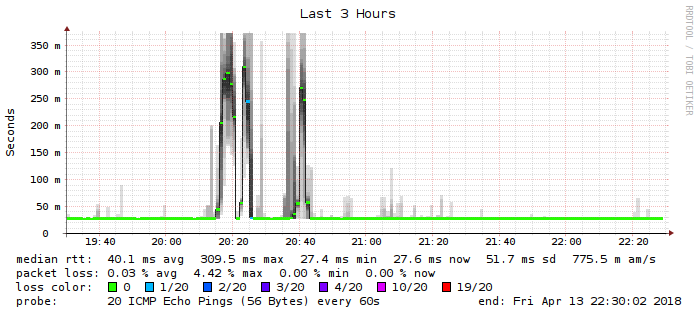 Last 3 Hours
RRDTOOL / TOBI OETIKER
Seconds
350 m
300 m
250 m
200 m
150 m
100 m
50 m
0
19:40 20:00 20:20 20:40 21:00 21:20 21:40 22:00 22:20
median rtt: 40.1 ms avg 309.5 ms max 27.4 ms min 27.6 ms now 51.7 ms sd 775.5 m am/s
packet loss: 0.03 % avg 4.42 % max 0.00 % min 0.00 % now
loss color: 0 1/20 2/20 3/20 4/20 10/20 19/20
probe: 20 ICMP Echo Pings (56 Bytes) every 60s end: Fri Apr 13 22:30:02 2018